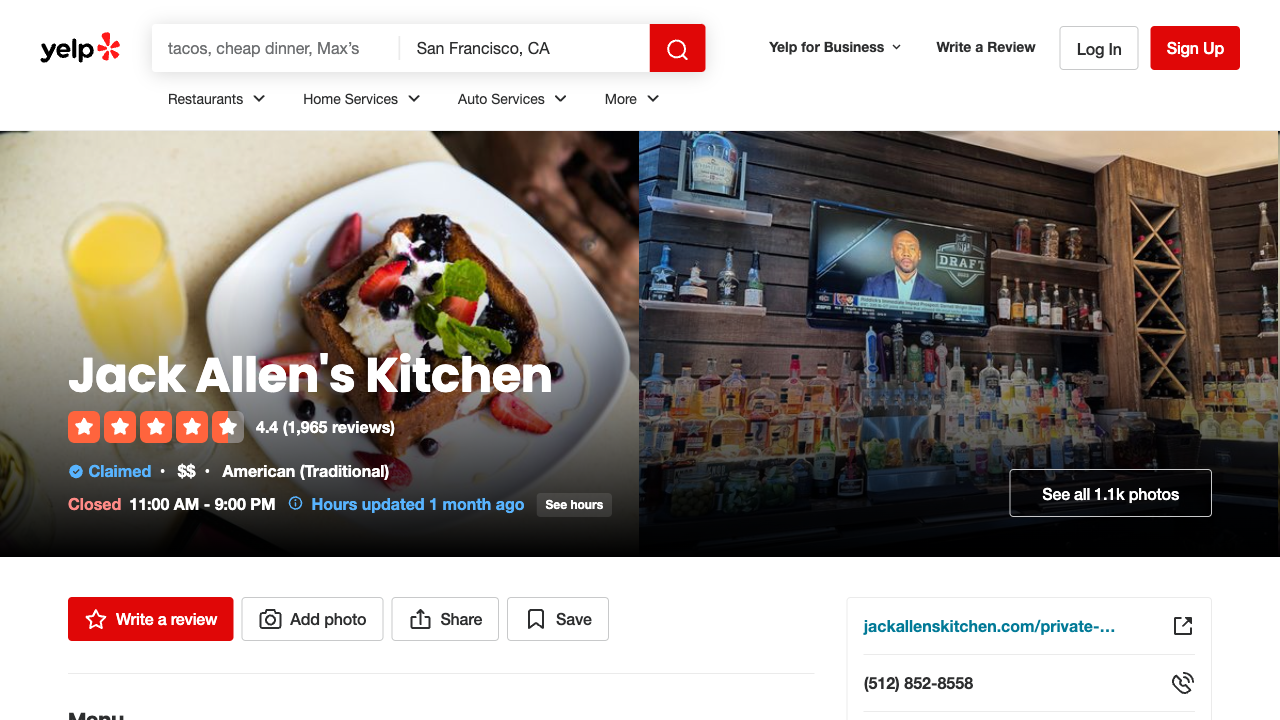 yelp
tacos, cheap dinner, Max's
San Francisco, CA
Yelp for Business
Write a Review
Log In
Sign Up
Restaurants
Home Services
Auto Services
More
NFL
DRAFT
Jack Allen's Kitchen
4.4 (1,965 reviews)
Claimed • $$ • American (Traditional)
Closed 11:00 AM - 9:00 PM Hours updated 1 month ago See hours
See all 1.1k photos
Write a review
Add photo
Share
Save
jackallenskitchen.com/private-…
(512) 852-8558
Menu